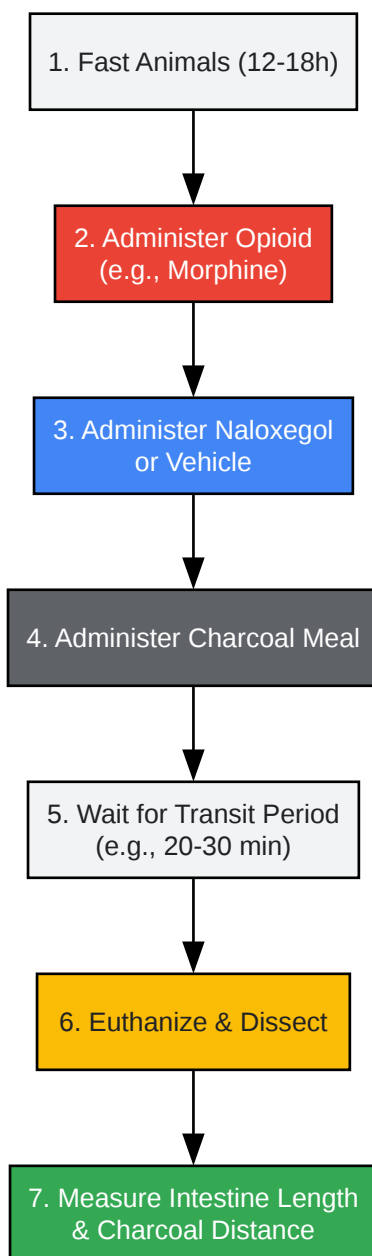 1. Fast Animals (12-18h)
2. Administer Opioid
(e.g., Morphine)
3. Administer Naloxegol
or Vehicle
4. Administer Charcoal Meal
5. Wait for Transit Period
(e.g., 20-30 min)
6. Euthanize & Dissect
7. Measure Intestine Length
& Charcoal Distance